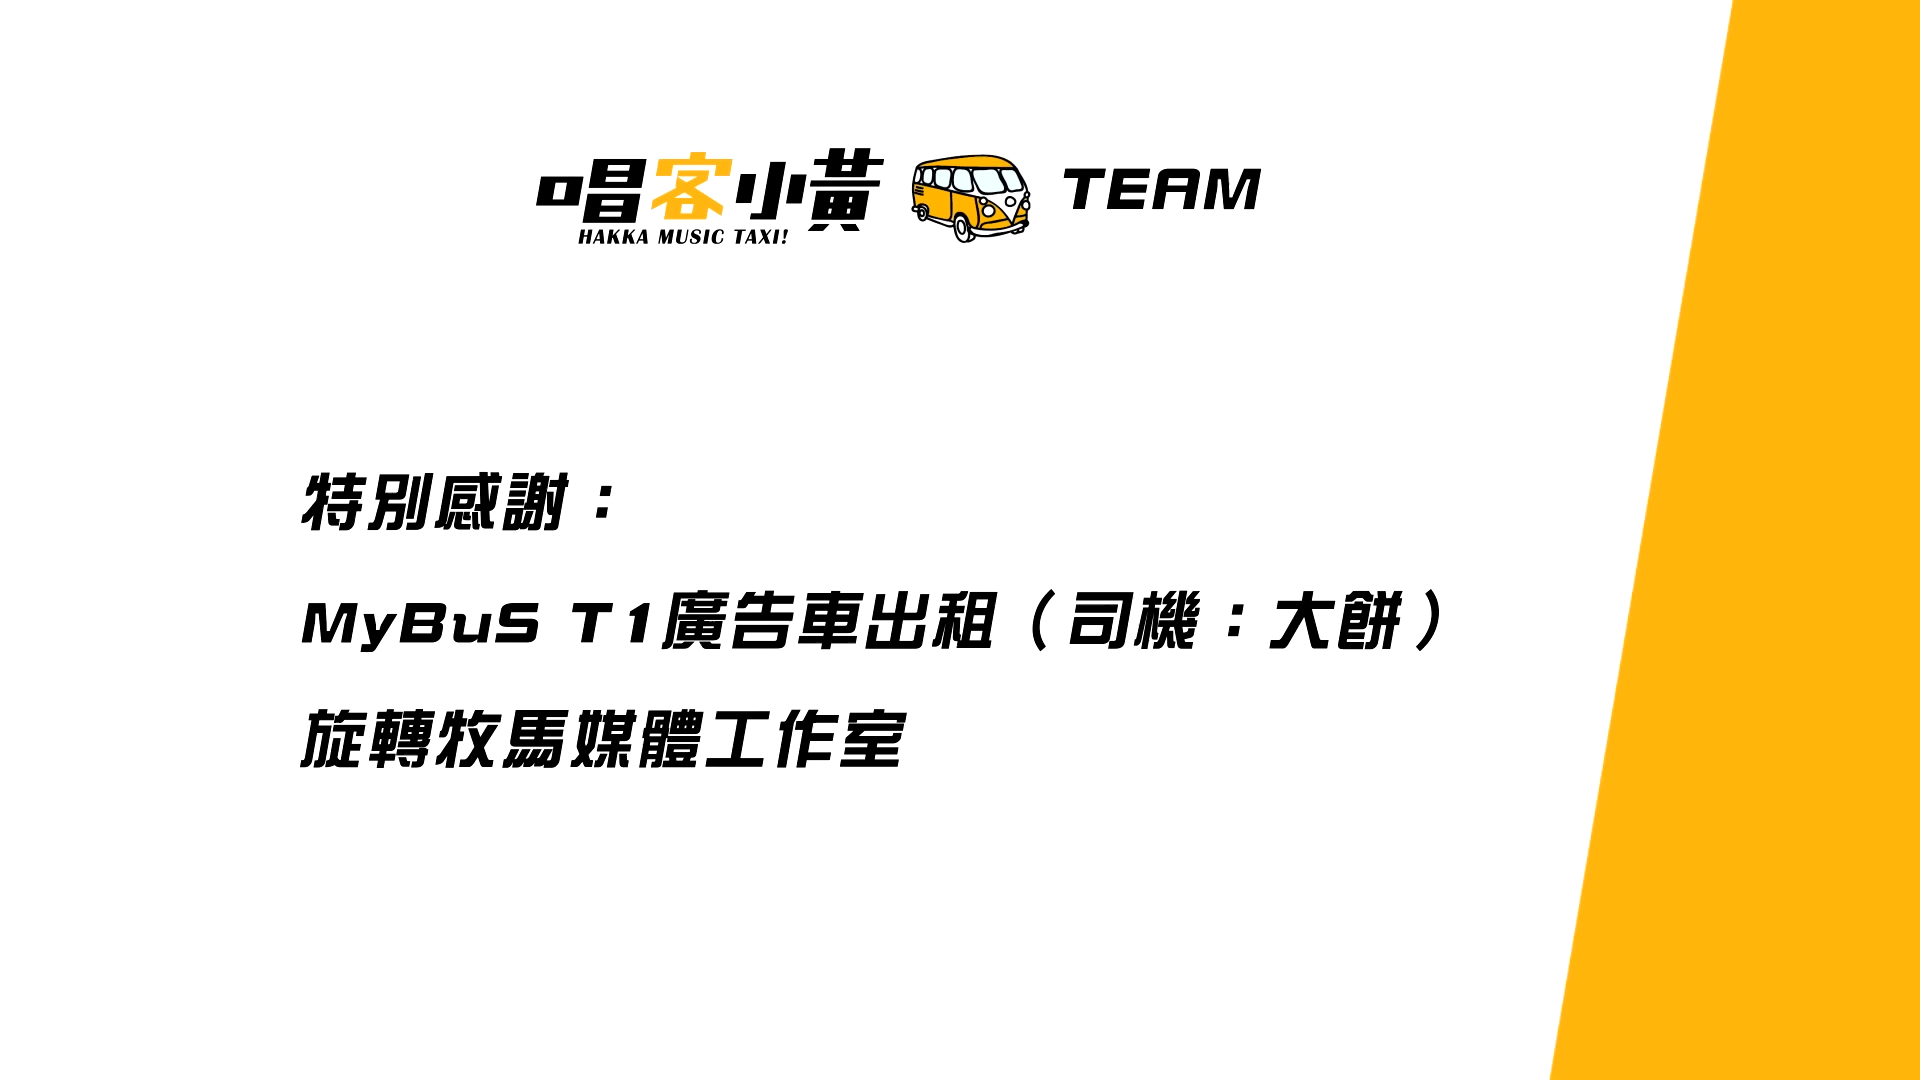 唱客小黃 TEAM
HAKKA MUSIC TAXI!
特別感謝：
MyBuS T1廣告車出租（司機：大餅）
旋轉牧馬媒體工作室